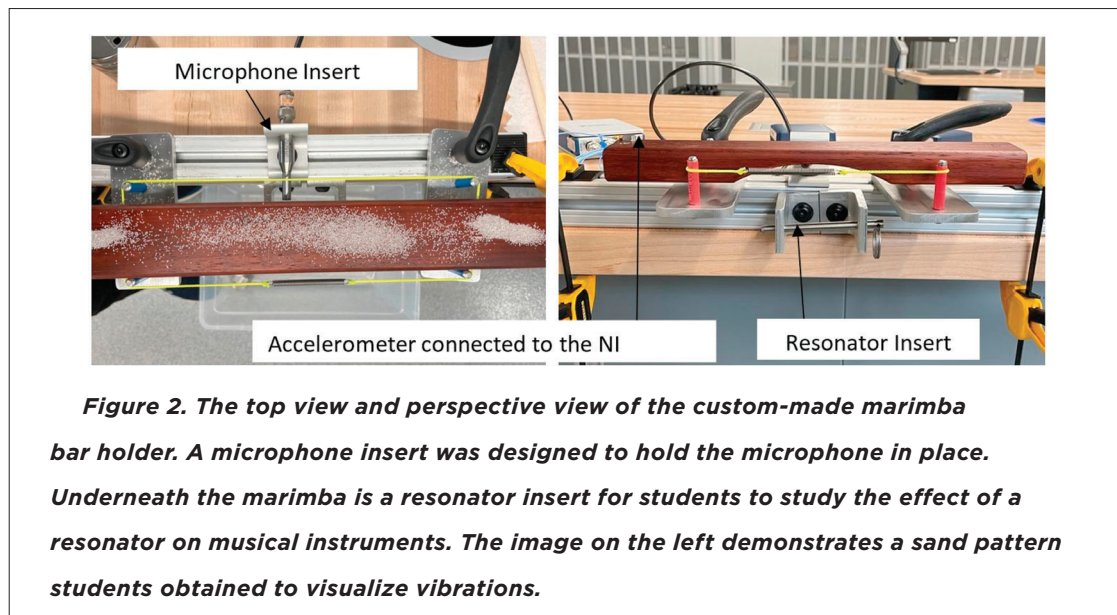 Microphone Insert
Accelerometer connected to the NI
Resonator Insert
Figure 2. The top view and perspective view of the custom-made marimba
bar holder. A microphone insert was designed to hold the microphone in place.
Underneath the marimba is a resonator insert for students to study the effect of a
resonator on musical instruments. The image on the left demonstrates a sand pattern
students obtained to visualize vibrations.